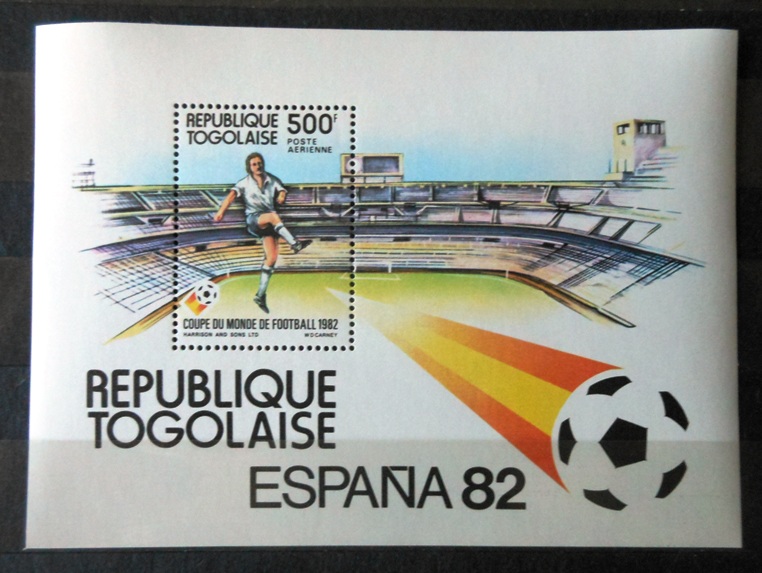 REPUBLIQUE 500F
TOGOLAISE POSTE
AERIENNE
COUPE DU MONDE DE FOOTBALL 1982
HARRISON AND SONS LTD W D CARNEY
REPUBLIQUE
TOGOLAISE
ESPAÑA 82